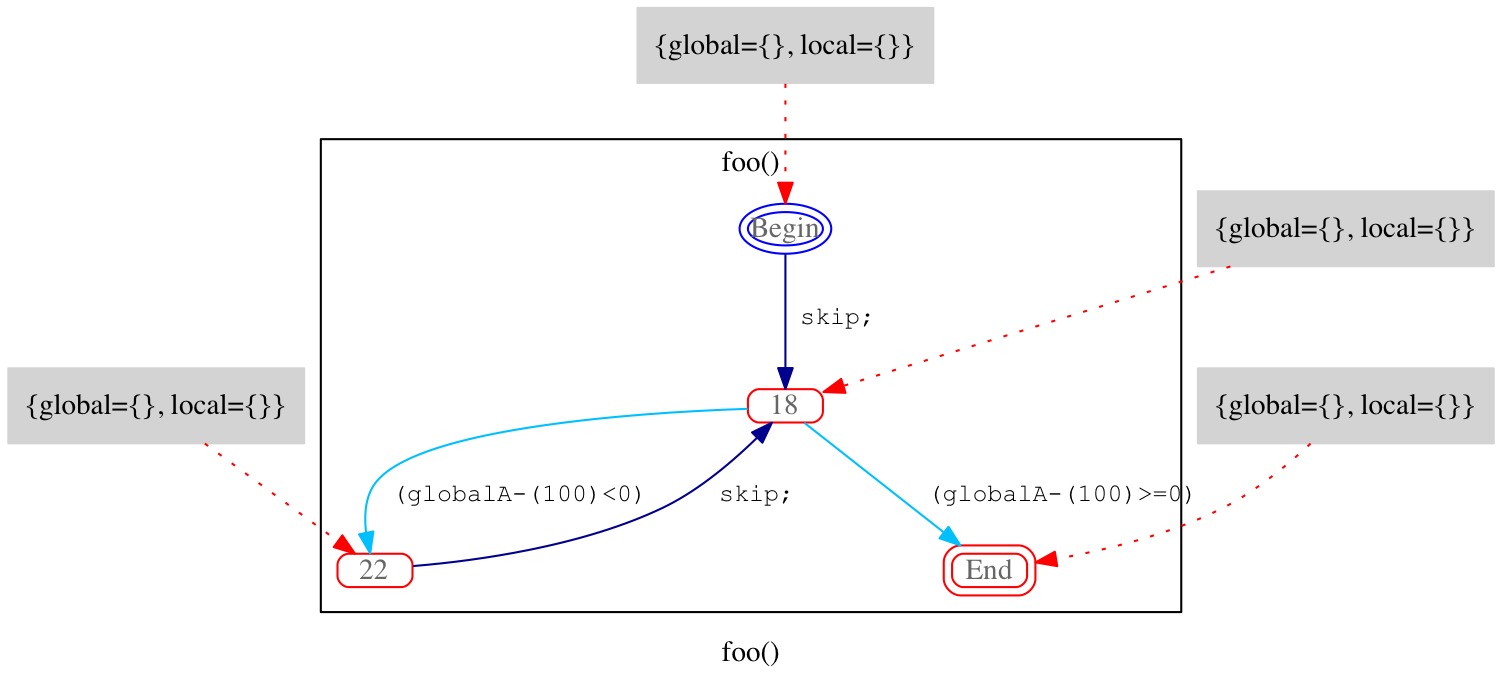 {global={}, local={}}
foo()
Begin
{global={}, local={}}
skip;
{global={}, local={}}
18
{global={}, local={}}
(globalA-(100)<0)
skip;
(globalA-(100)>=0)
22
End
foo()